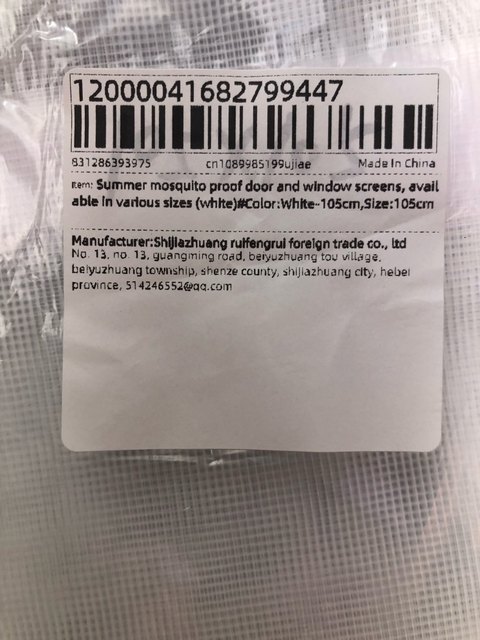 12000041682799447
831286393975 cn1089985199ujiae Made In China
Item: Summer mosquito proof door and window screens, avail
able in various sizes (white)#Color:White-105cm,Size:105cm
Manufacturer:Shijiazhuang ruifengrui foreign trade co., ltd
No. 13, no. 13, guangming road, beiyuzhuang tou village,
beiyuzhuang township, shenze county, shijiazhuang city, hebei
province, 514246552@qq.com